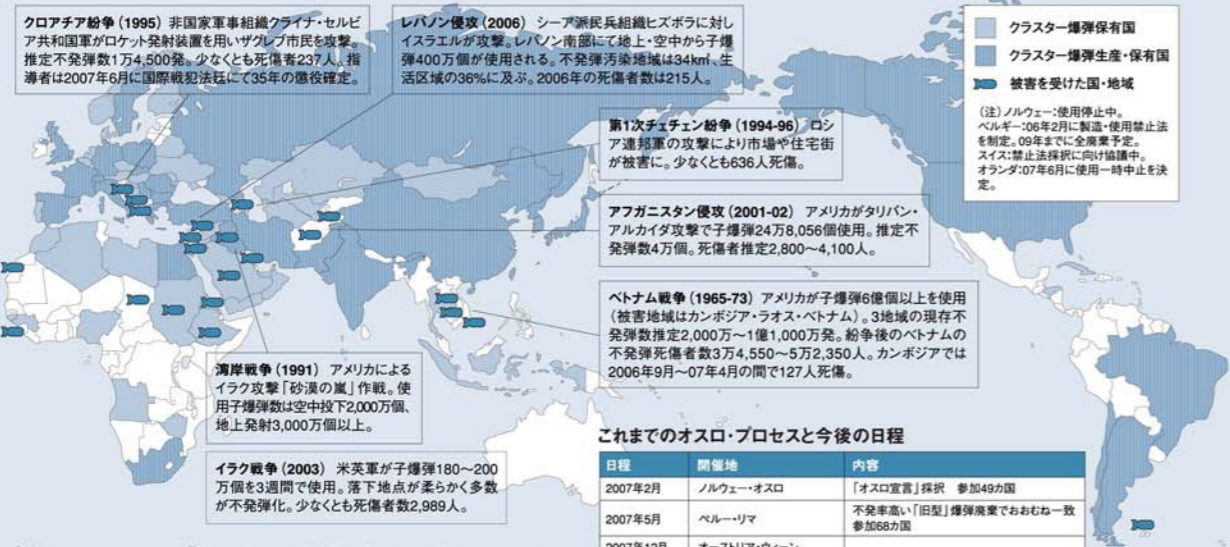 クロアチア紛争（1995） 非国家軍事組織クライナ・セルビ
ア共和国軍がロケット発射装置を用いザグレブ市民を攻撃。
推定不発弾数1万4,500発。少なくとも死傷者237人。指
導者は2007年6月に国際戦犯法廷にて35年の懲役確定。
レバノン侵攻（2006） シーア派民兵組織ヒズボラに対し
イスラエルが攻撃。レバノン南部にて地上・空中から子爆
弾400万個が使用される。不発弾汚染地域は34㎢、生
活区域の36%に及ぶ。2006年の死傷者数は215人。
クラスター爆弾保有国
クラスター爆弾生産・保有国
被害を受けた国・地域
（注）ノルウェー：使用停止中。
ベルギー：06年2月に製造・使用禁止法
を制定。09年までに全廃棄予定。
スイス：禁止法採択に向け協議中。
オランダ：07年6月に使用一時中止を決
定。
第1次チェチェン紛争（1994-96） ロシ
ア連邦軍の攻撃により市場や住宅街
が被害に。少なくとも636人死傷。
アフガニスタン侵攻（2001-02） アメリカがタリバン・
アルカイダ攻撃で子爆弾24万8,056個使用。推定不
発弾数4万個。死傷者推定2,800～4,100人。
ベトナム戦争（1965-73） アメリカが子爆弾6億個以上を使用
（被害地域はカンボジア・ラオス・ベトナム）。3地域の現存不
発弾数推定2,000万～1億1,000万発。紛争後のベトナムの
不発弾死傷者数3万4,550～5万2,350人。カンボジアでは
2006年9月～07年4月の間で127人死傷。
湾岸戦争（1991） アメリカによる
イラク攻撃「砂漠の嵐」作戦。使
用子爆弾数は空中投下2,000万個、
地上発射3,000万個以上。
イラク戦争（2003） 米英軍が子爆弾180～200
万個を3週間で使用。落下地点が柔らかく多数
が不発弾化。少なくとも死傷者数2,989人。
これまでのオスロ・プロセスと今後の日程
日程 開催地 内容
2007年2月 ノルウェー・オスロ 「オスロ宣言」採択 参加49カ国
2007年5月 ペルー・リマ 不発率高い「旧型」爆弾廃棄でおおむね一致
参加68カ国
2007年12月 オーストリア・ウィーン